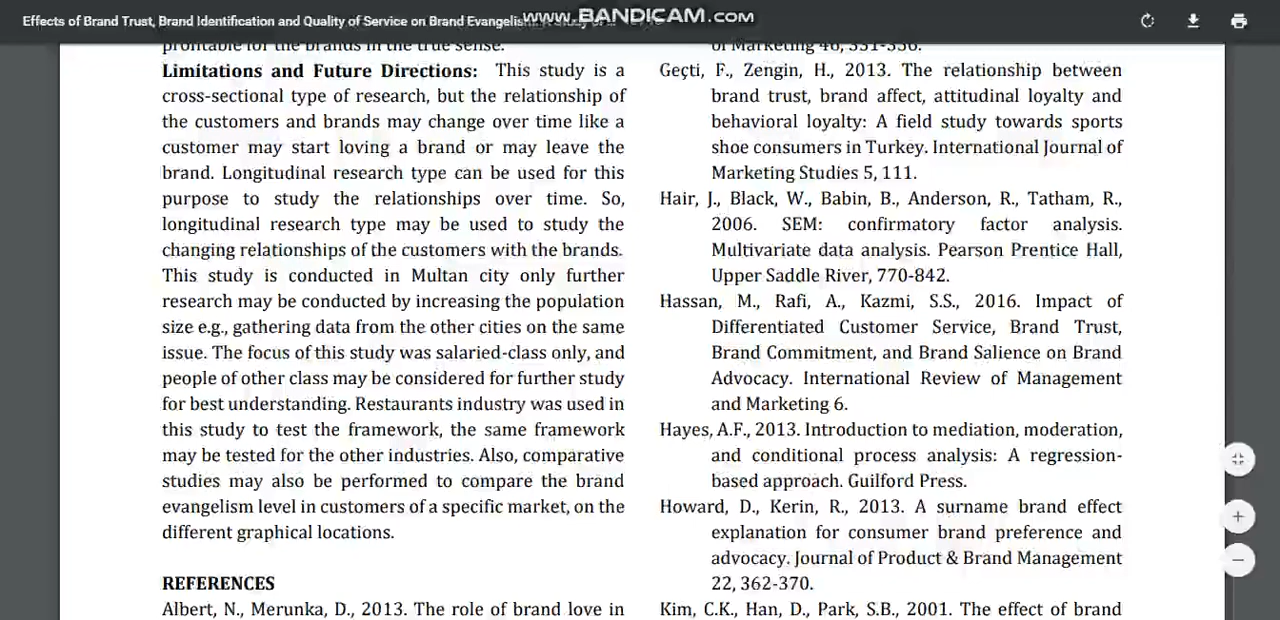 Effects of Brand Trust, Brand Identification and Quality of Service on Brand Evangelis
www.BANDICAM.com
profitable for the brands in the true sense.
Limitations and Future Directions: This study is a
cross-sectional type of research, but the relationship of
the customers and brands may change over time like a
customer may start loving a brand or may leave the
brand. Longitudinal research type can be used for this
purpose to study the relationships over time. So,
longitudinal research type may be used to study the
changing relationships of the customers with the brands.
This study is conducted in Multan city only further
research may be conducted by increasing the population
size e.g., gathering data from the other cities on the same
issue. The focus of this study was salaried-class only, and
people of other class may be considered for further study
for best understanding. Restaurants industry was used in
this study to test the framework, the same framework
may be tested for the other industries. Also, comparative
studies may also be performed to compare the brand
evangelism level in customers of a specific market, on the
different graphical locations.
REFERENCES
Albert, N., Merunka, D., 2013. The role of brand love in
of Marketing 46, 331-356.
Geçti, F., Zengin, H., 2013. The relationship between
brand trust, brand affect, attitudinal loyalty and
behavioral loyalty: A field study towards sports
shoe consumers in Turkey. International Journal of
Marketing Studies 5, 111.
Hair, J., Black, W., Babin, B., Anderson, R., Tatham, R.,
2006. SEM: confirmatory factor analysis.
Multivariate data analysis. Pearson Prentice Hall,
Upper Saddle River, 770-842.
Hassan, M., Rafi, A., Kazmi, S.S., 2016. Impact of
Differentiated Customer Service, Brand Trust,
Brand Commitment, and Brand Salience on Brand
Advocacy. International Review of Management
and Marketing 6.
Hayes, A.F., 2013. Introduction to mediation, moderation,
and conditional process analysis: A regression-
based approach. Guilford Press.
Howard, D., Kerin, R., 2013. A surname brand effect
explanation for consumer brand preference and
advocacy. Journal of Product & Brand Management
22, 362-370.
Kim, C.K., Han, D., Park, S.B., 2001. The effect of brand